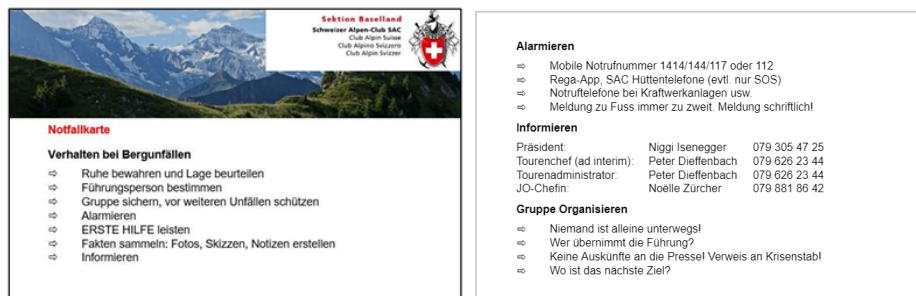 Sektion Baselland
Schweizer Alpen-Club SAC
Club Alpin Suisse
Club Alpino Svizzero
Club Alpin Svizzer
Notfallkarte
Verhalten bei Bergunfällen
⇨ Ruhe bewahren und Lage beurteilen
⇨ Führungsperson bestimmen
⇨ Gruppe sichern, vor weiteren Unfällen schützen
⇨ Alarmieren
⇨ ERSTE HILFE leisten
⇨ Fakten sammeln: Fotos, Skizzen, Notizen erstellen
⇨ Informieren
Alarmieren
⇨ Mobile Notrufnummer 1414/144/117 oder 112
⇨ Rega-App, SAC Hüttentelefone (evtl. nur SOS)
⇨ Notruftelefone bei Kraftwerkanlagen usw.
⇨ Meldung zu Fuss immer zu zweit. Meldung schriftlich!
Informieren
Präsident: Niggi Isenegger 079 305 47 25
Tourenchef (ad interim): Peter Dieffenbach 079 626 23 44
Tourenadministrator: Peter Dieffenbach 079 626 23 44
JO-Chefin: Noëlle Zürcher 079 881 86 42
Gruppe Organisieren
⇨ Niemand ist alleine unterwegs!
⇨ Wer übernimmt die Führung?
⇨ Keine Auskünfte an die Presse! Verweis an Krisenstab!
⇨ Wo ist das nächste Ziel?